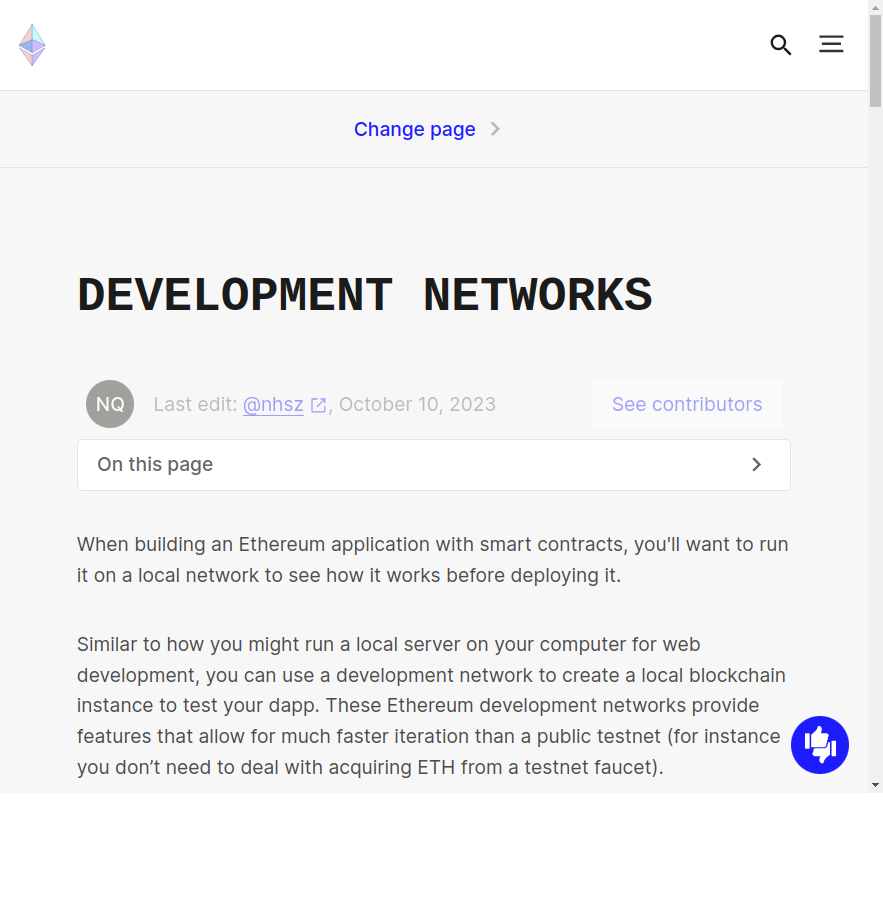 Change page
DEVELOPMENT NETWORKS
NQ
Last edit: @nhsz, October 10, 2023
See contributors
On this page
When building an Ethereum application with smart contracts, you'll want to run
it on a local network to see how it works before deploying it.
Similar to how you might run a local server on your computer for web
development, you can use a development network to create a local blockchain
instance to test your dapp. These Ethereum development networks provide
features that allow for much faster iteration than a public testnet (for instance
you don’t need to deal with acquiring ETH from a testnet faucet).